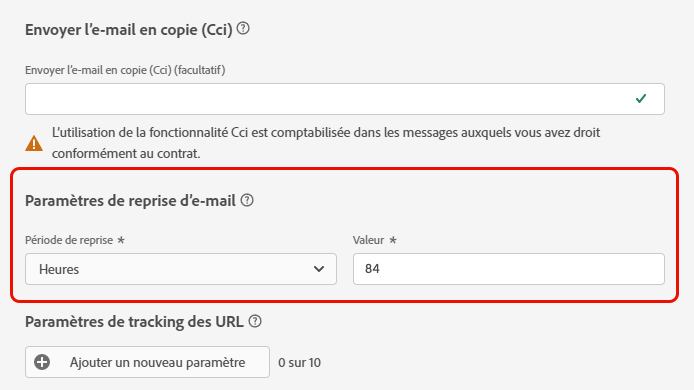 Envoyer l’e-mail en copie (Cci)
Envoyer l’e-mail en copie (Cci) (facultatif)
L’utilisation de la fonctionnalité Cci est comptabilisée dans les messages auxquels vous avez droit
conformément au contrat.
Paramètres de reprise d’e-mail
Période de reprise *
Valeur *
Heures
84
Paramètres de tracking des URL
Ajouter un nouveau paramètre
0 sur 10